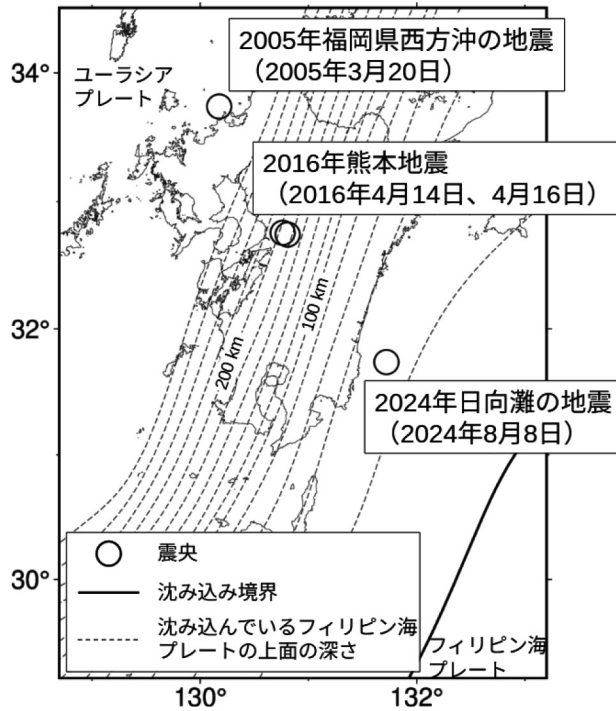 2005年福岡県西方沖の地震
（2005年3月20日）
34°
ユーラシア
プレート
2016年熊本地震
（2016年4月14日、4月16日）
33°
32°
100 km
200 km
2024年日向灘の地震
（2024年8月8日）
31°
震央
30°
沈み込み境界
沈み込んでいるフィリピン海
プレートの上面の深さ
フィリピン海
プレート
130°
132°